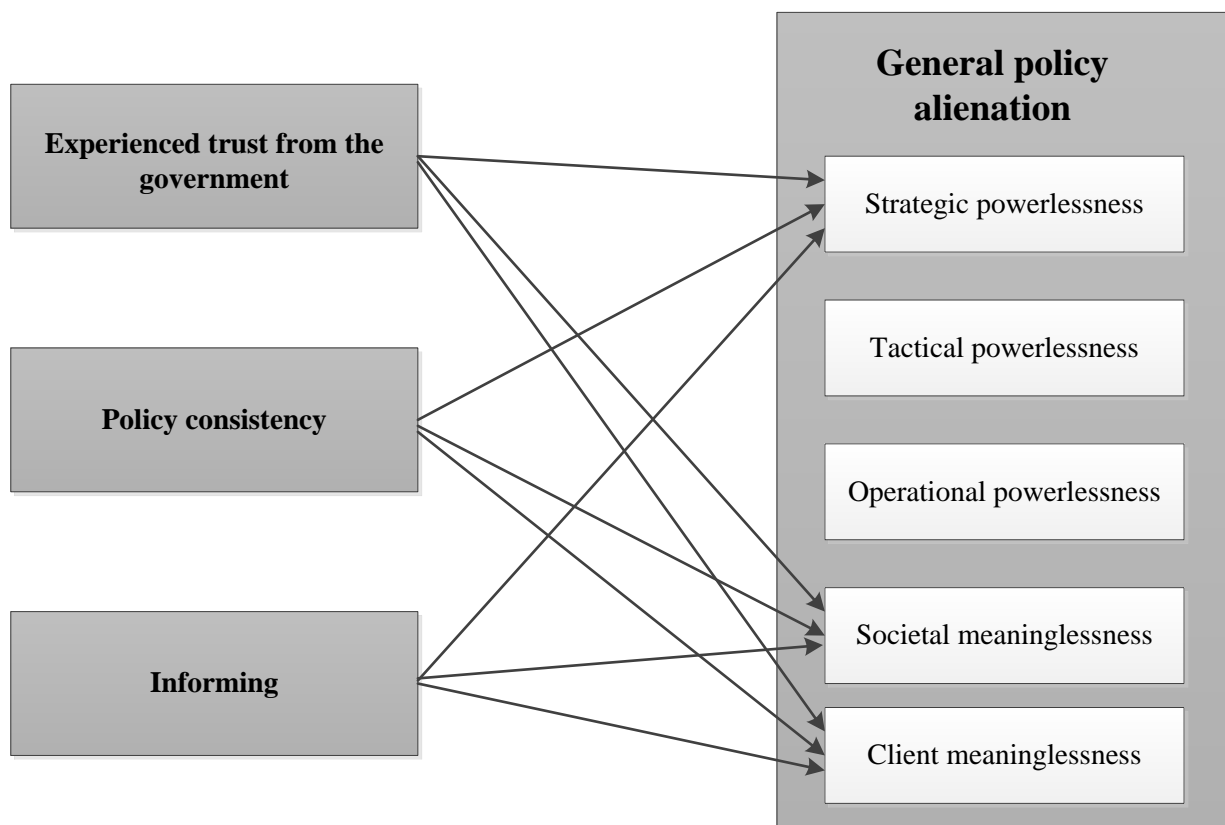 Experienced trust from the
government
Policy consistency
Informing
General policy
alienation
Strategic powerlessness
Tactical powerlessness
Operational powerlessness
Societal meaninglessness
Client meaninglessness